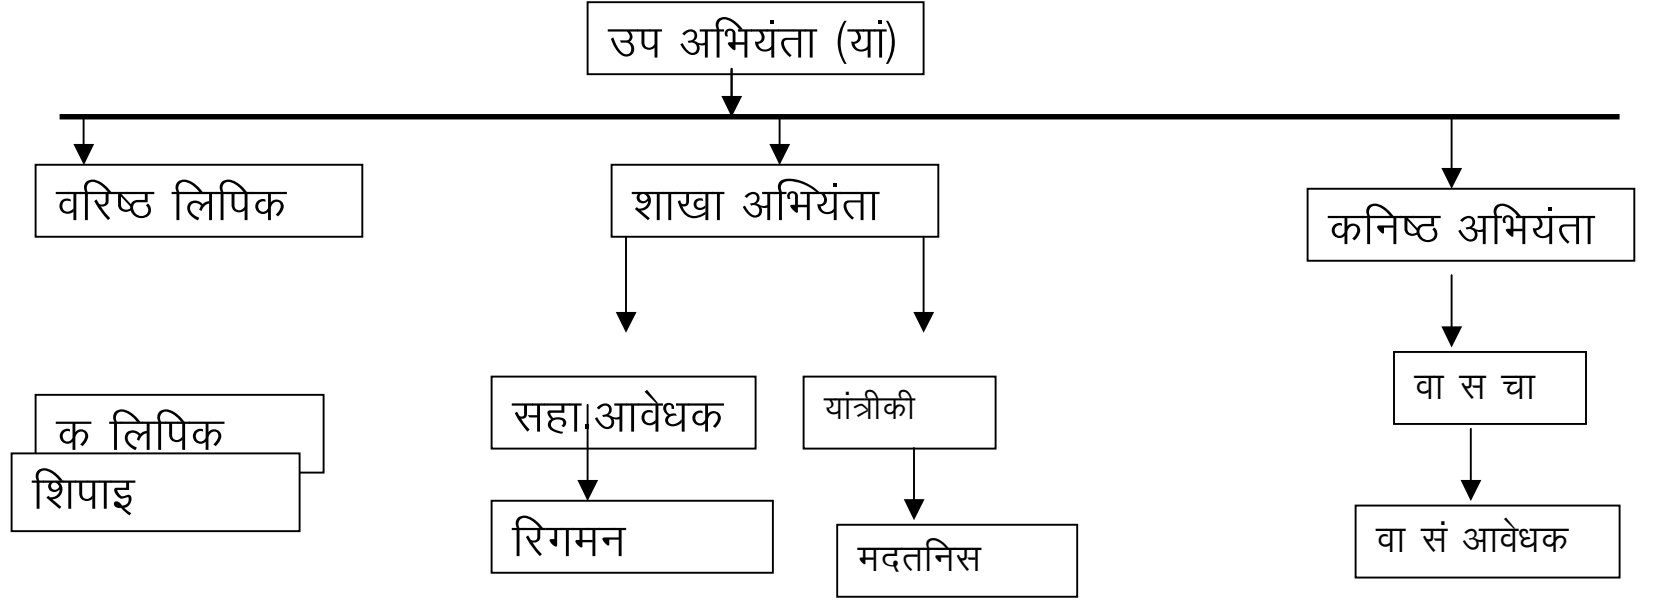 उप अभियंता (यां)
वरिष्ठ लिपिक
शाखा अभियंता
कनिष्ठ अभियंता
वा स चा
सहा.आवेधक
यांत्रीकी
क लिपिक
शिपाइ
रिगमन
मदतनिस
वा सं आवेधक